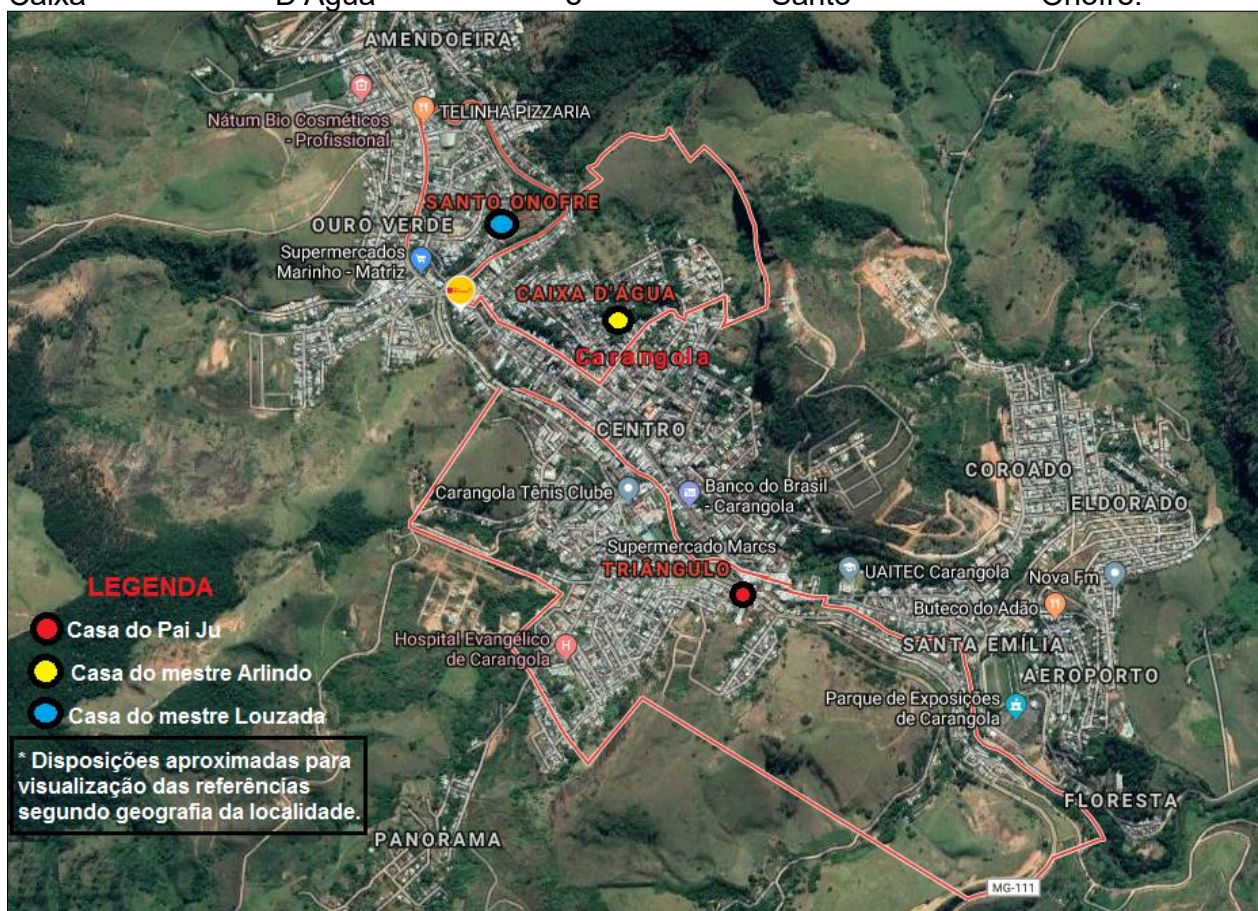 Caixa D'Água e Santo Onofre.
AMENDOEIRA
Nátum Bio Cosméticos
- Profissional
TELINHA PIZZARIA
SANTO ONOFRE
OURO VERDE
Supermercados
Marinho - Matriz
CAIXA D'ÁGUA
Carangola
CENTRO
COROADO
ELDORADO
Carangola Tênis Clube
Banco do Brasil
- Carangola
Supermercado Marcs
TRIÂNGULO
UAITEC Carangola
Nova Fm
Buteco do Adão
LEGENDA
Casa do Pai Ju
Casa do mestre Arlindo
Casa do mestre Louzada
Hospital Evangélico
de Carangola
SANTA EMÍLIA
AEROPORTO
Parque de Exposições
de Carangola
* Disposições aproximadas para
visualização das referências
segundo geografia da localidade.
FLORESTA
PANORAMA
MG-111